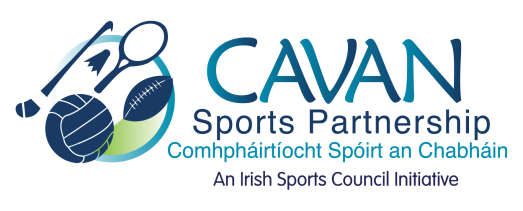 CAVAN
Sports Partnership
Comhpháirtíocht Spóirt an Chabháin
An Irish Sports Council Initiative